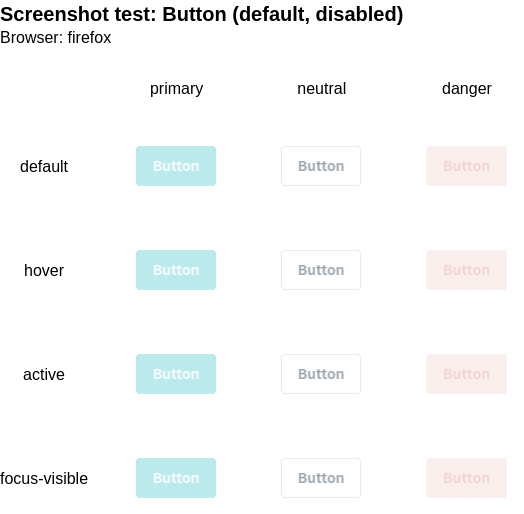 Screenshot test: Button (default, disabled)
Browser: firefox
primary neutral danger
default Button Button Button
hover Button Button Button
active Button Button Button
focus-visible Button Button Button